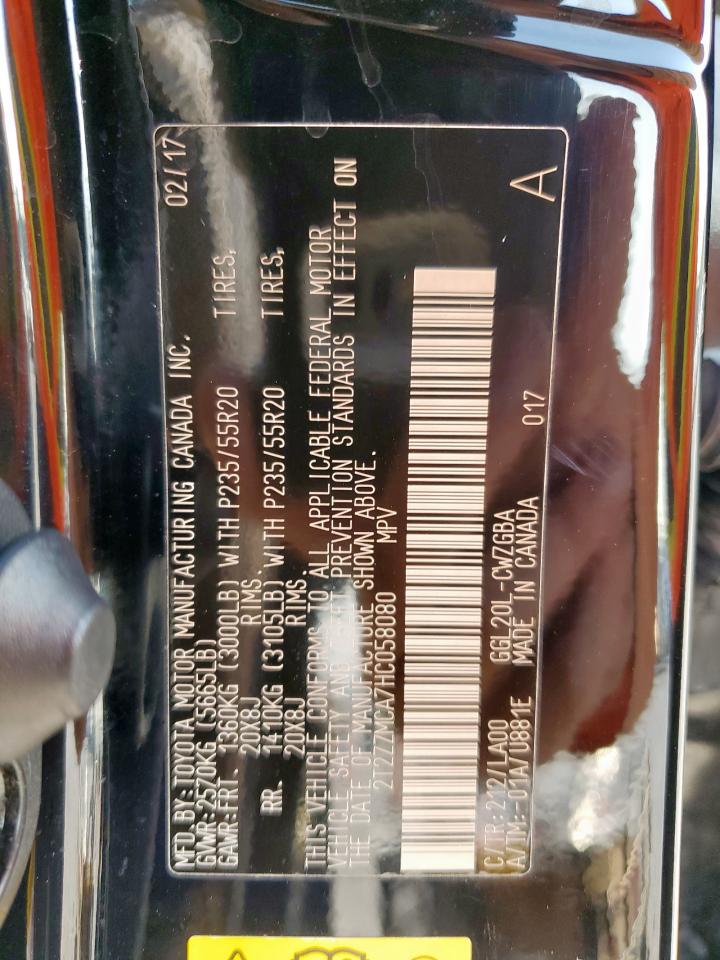 MFD.BY:TOYOTA MOTOR MANUFACTURING CANADA INC. 02/17
GVWR:2570KG (5665LB)
GAWR:FRT. 1360KG (3000LB) WITH P235/55R20 TIRES,
20X8J RIMS.
RR. 1410KG (3105LB) WITH P235/55R20 TIRES,
20X8J RIMS.
THIS VEHICLE CONFORMS TO ALL APPLICABLE FEDERAL MOTOR
VEHICLE SAFETY AND THEFT PREVENTION STANDARDS IN EFFECT ON
THE DATE OF MANUFACTURE SHOWN ABOVE.
2T2ZZMCA7HC058080 MPV
C/TR:212/LA00 GGL20L-CWZGBA
A/TM:-01A/U881E MADE IN CANADA 017 A